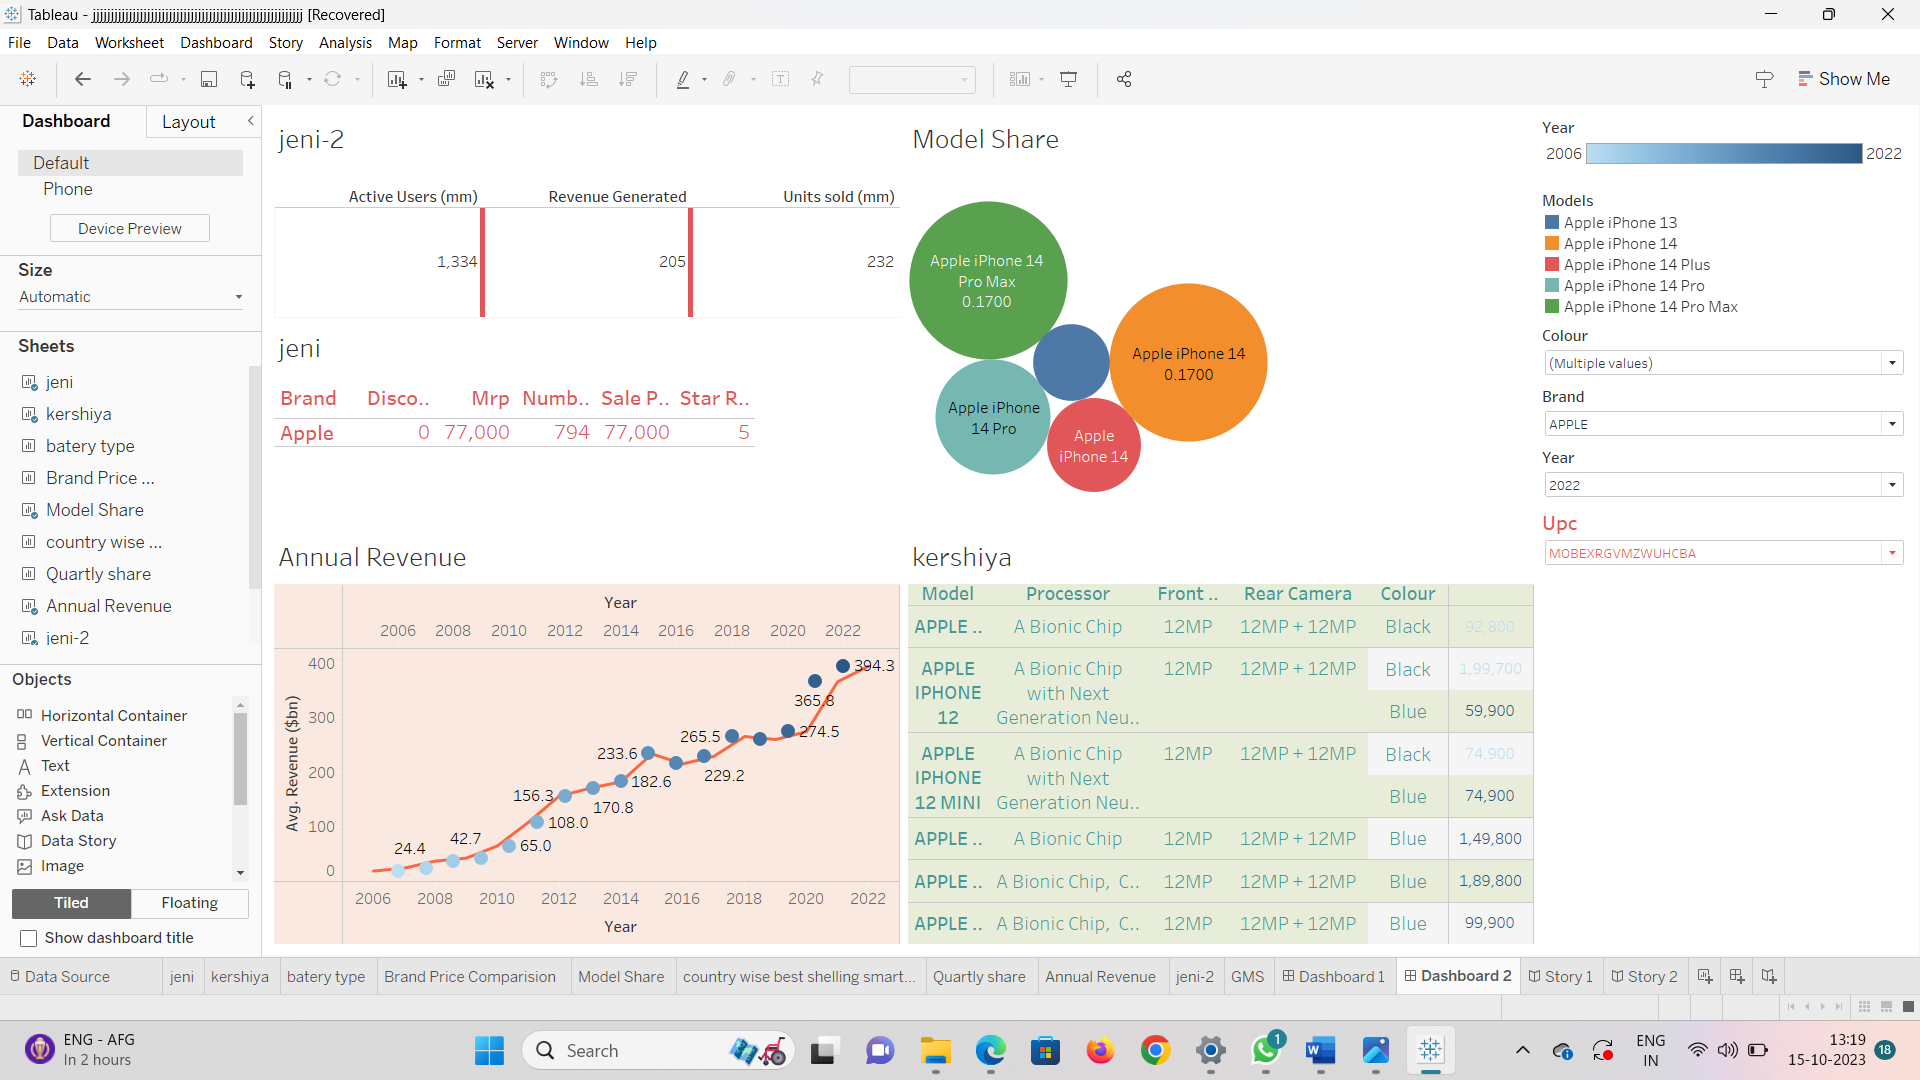 Tableau - jjjjjjjjjjjjjjjjjjjjjjjjjjjjjjjjjjjjjjjjjjjjjjjjjjjjjjjjjj [Recovered]
File Data Worksheet Dashboard Story Analysis Map Format Server Window Help
Show Me
Dashboard Layout
Default
Phone
Device Preview
Size
Automatic
Sheets
jeni
kershiya
batery type
Brand Price ...
Model Share
country wise ...
Quartly share
Annual Revenue
jeni-2
Objects
Horizontal Container
Vertical Container
Text
Extension
Ask Data
Data Story
Image
Tiled Floating
Show dashboard title
jeni-2
Active Users (mm) Revenue Generated Units sold (mm)
1,334 205 232
jeni
Brand Disco.. Mrp Numb.. Sale P.. Star R..
Apple 0 77,000 794 77,000 5
Model Share
Apple iPhone 14
Pro Max
0.1700
Apple iPhone 14
0.1700
Apple iPhone
14 Pro
Apple
iPhone 14
Annual Revenue
Year
2006 2008 2010 2012 2014 2016 2018 2020 2022
Avg. Revenue ($bn)
400
300
200
100
0
24.4
42.7
65.0
108.0
156.3
170.8
182.6
233.6
229.2
265.5
274.5
365.8
394.3
2006 2008 2010 2012 2014 2016 2018 2020 2022
Year
kershiya
Model Processor Front .. Rear Camera Colour
APPLE .. A Bionic Chip 12MP 12MP + 12MP Black 92,800
APPLE A Bionic Chip 12MP 12MP + 12MP Black 1,99,700
IPHONE with Next
12 Generation Neu.. Blue 59,900
APPLE A Bionic Chip 12MP 12MP + 12MP Black 74,900
IPHONE with Next
12 MINI Generation Neu.. Blue 74,900
APPLE .. A Bionic Chip 12MP 12MP + 12MP Blue 1,49,800
APPLE .. A Bionic Chip, C.. 12MP 12MP + 12MP Blue 1,89,800
APPLE .. A Bionic Chip, C.. 12MP 12MP + 12MP Blue 99,900
Year
2006 2022
Models
Apple iPhone 13
Apple iPhone 14
Apple iPhone 14 Plus
Apple iPhone 14 Pro
Apple iPhone 14 Pro Max
Colour
(Multiple values)
Brand
APPLE
Year
2022
Upc
MOBEXRGVMZWUHCBA
Data Source jeni kershiya batery type Brand Price Comparision Model Share country wise best shelling smart... Quartly share Annual Revenue jeni-2 GMS Dashboard 1 Dashboard 2 Story 1 Story 2
ENG - AFG
In 2 hours
Search
1
ENG
IN
13:19
15-10-2023
18